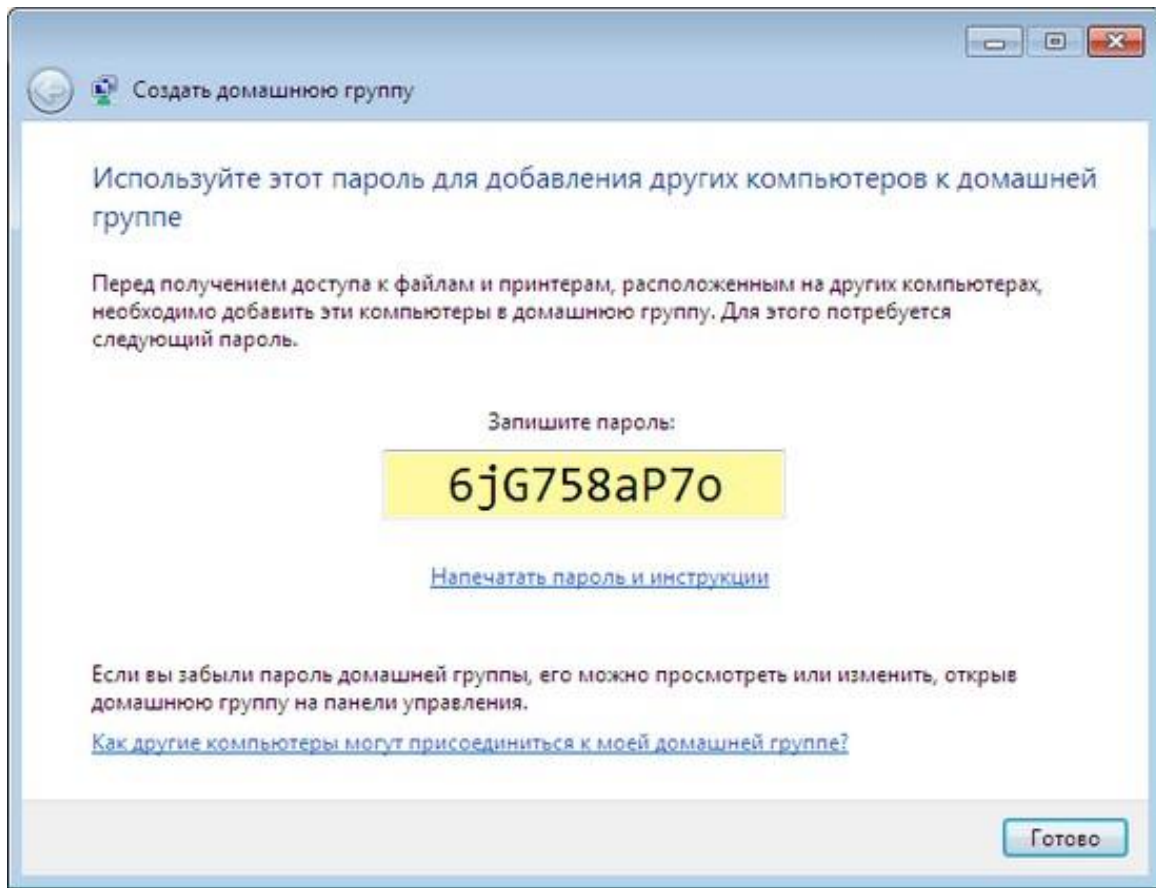 Создать домашнюю группу
Используйте этот пароль для добавления других компьютеров к домашней
группе
Перед получением доступа к файлам и принтерам, расположенным на других компьютерах,
необходимо добавить эти компьютеры в домашнюю группу. Для этого потребуется
следующий пароль.
Запишите пароль:
6jG758aP7o
Напечатать пароль и инструкции
Если вы забыли пароль домашней группы, его можно просмотреть или изменить, открыв
домашнюю группу на панели управления.
Как другие компьютеры могут присоединиться к моей домашней группе?
Готово